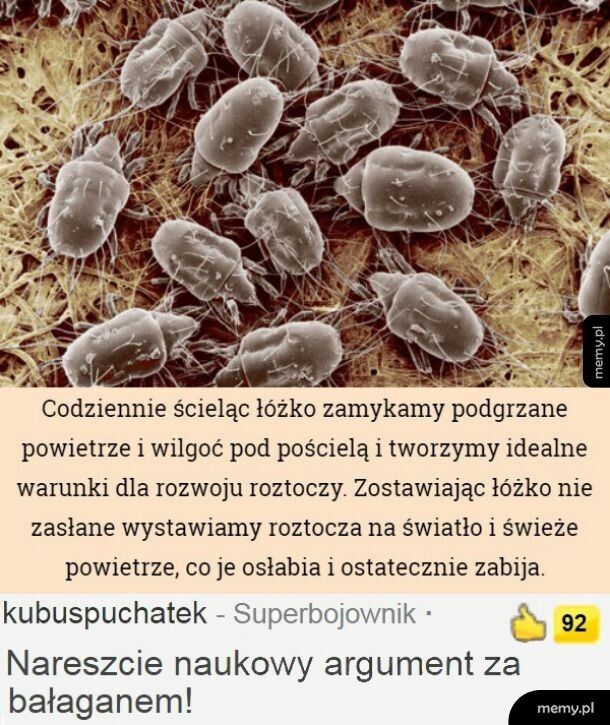 memy.pl
Codziennie ścieląc łóżko zamykamy podgrzane
powietrze i wilgoć pod pościelą i tworzymy idealne
warunki dla rozwoju roztoczy. Zostawiając łóżko nie
zasłane wystawiamy roztocza na światło i świeże
powietrze, co je osłabia i ostatecznie zabija.
kubuspuchatek - Superbojownik ·
92
Nareszcie naukowy argument za
bałaganem!
memy.pl